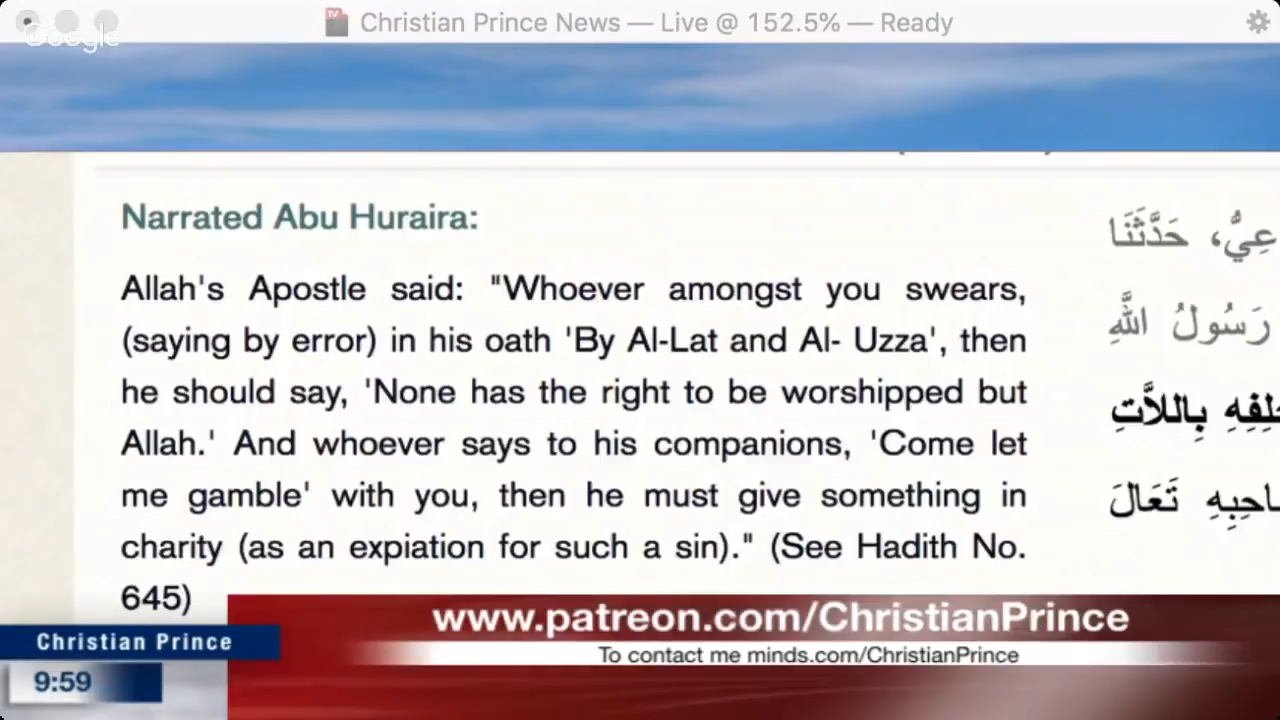 Christian Prince News — Live @ 152.5% — Ready
Google
Narrated Abu Huraira:
Allah's Apostle said: "Whoever amongst you swears,
(saying by error) in his oath 'By Al-Lat and Al- Uzza', then
he should say, 'None has the right to be worshipped but
Allah.' And whoever says to his companions, 'Come let
me gamble' with you, then he must give something in
charity (as an expiation for such a sin)." (See Hadith No.
645)
حَدَّثَنَا
رَسُولُ اللَّهِ
بِاللاَّتِ
تَعَالَ
www.patreon.com/ChristianPrince
To contact me minds.com/ChristianPrince
Christian Prince
9:59